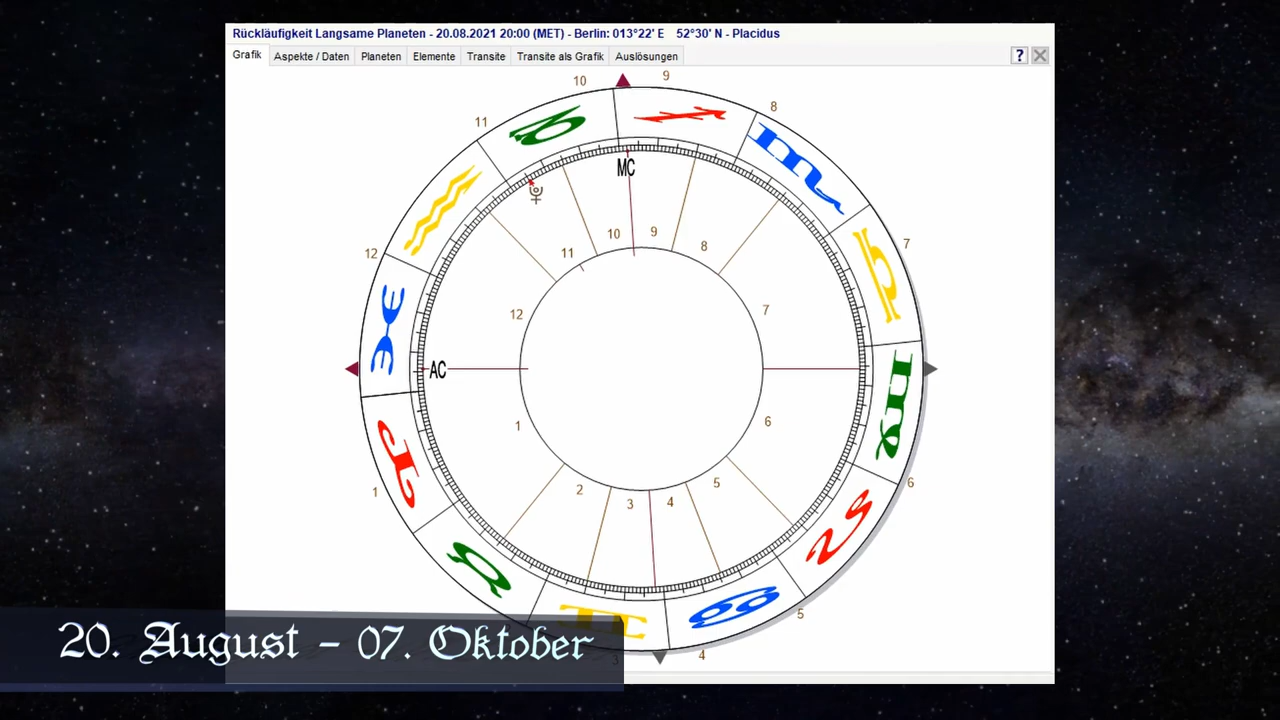 Rückläufigkeit Langsame Planeten - 20.08.2021 20:00 (MET) - Berlin: 013°22' E 52°30' N - Placidus
Grafik Aspekte / Daten Planeten Elemente Transite Transite als Grafik Auslösungen ?
10 9
8
11
MC
10 9
8
11
7
12
12
7
AC
1
6
2 3 4 5
1
6
5
4
20. August - 07. Oktober